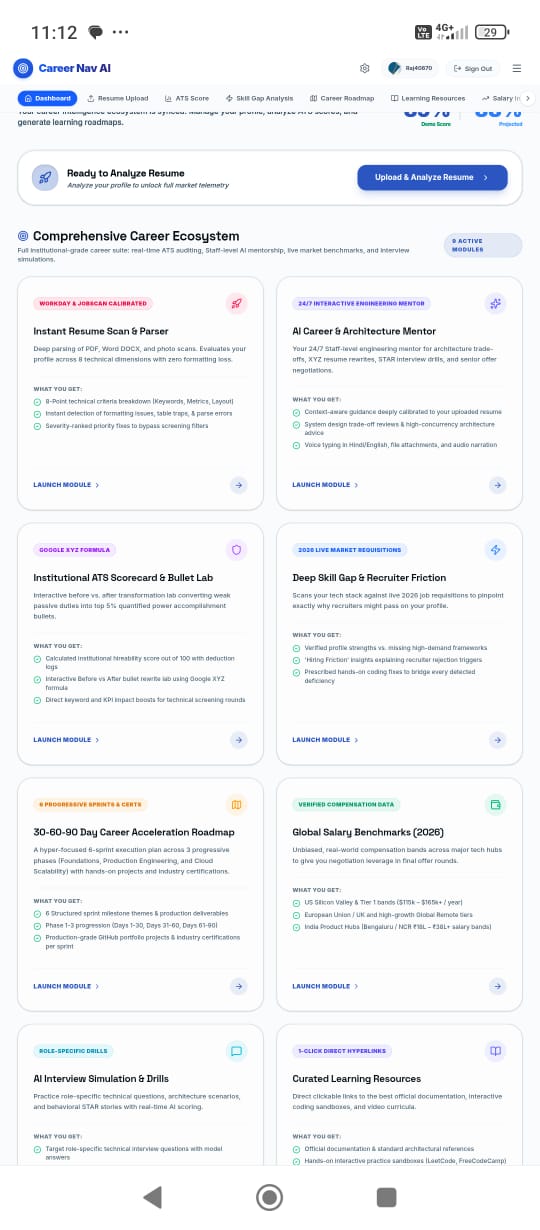 11:12
Vo LTE
4G+
29
Career Nav AI
Raj40670
Sign Out
Dashboard
Resume Upload
ATS Score
Skill Gap Analysis
Career Roadmap
Learning Resources
Salary
generate learning roadmaps.
Demo Score
Projected
Ready to Analyze Resume
Analyze your profile to unlock full market telemetry
Upload & Analyze Resume
Comprehensive Career Ecosystem
Full institutional-grade career suite: real-time ATS auditing, Staff-level AI mentorship, live market benchmarks, and interview
simulations.
9 ACTIVE
MODULES
WORKDAY & JOBSCAN CALIBRATED
Instant Resume Scan & Parser
Deep parsing of PDF, Word DOCX, and photo scans. Evaluates your
profile across 8 technical dimensions with zero formatting loss.
WHAT YOU GET:
8-Point technical criteria breakdown (Keywords, Metrics, Layout)
Instant detection of formatting issues, table traps, & parse errors
Severity-ranked priority fixes to bypass screening filters
LAUNCH MODULE
24/7 INTERACTIVE ENGINEERING MENTOR
AI Career & Architecture Mentor
Your 24/7 Staff-level engineering mentor for architecture trade-
offs, XYZ resume rewrites, STAR interview drills, and senior offer
negotiations.
WHAT YOU GET:
Context-aware guidance deeply calibrated to your uploaded resume
System design trade-off reviews & high-concurrency architecture
advice
Voice typing in Hindi/English, file attachments, and audio narration
LAUNCH MODULE
GOOGLE XYZ FORMULA
Institutional ATS Scorecard & Bullet Lab
Interactive before vs. after transformation lab converting weak
passive duties into top 5% quantified power accomplishment
bullets.
WHAT YOU GET:
Calculated institutional hireability score out of 100 with deduction
logs
Interactive Before vs After bullet rewrite lab using Google XYZ
formula
Direct keyword and KPI impact boosts for technical screening rounds
LAUNCH MODULE
2026 LIVE MARKET REQUISITIONS
Deep Skill Gap & Recruiter Friction
Scans your tech stack against live 2026 job requisitions to pinpoint
exactly why recruiters might pass on your profile.
WHAT YOU GET:
Verified profile strengths vs. missing high-demand frameworks
'Hiring Friction' insights explaining recruiter rejection triggers
Prescribed hands-on coding fixes to bridge every detected
deficiency
LAUNCH MODULE
6 PROGRESSIVE SPRINTS & CERTS
30-60-90 Day Career Acceleration Roadmap
A hyper-focused 6-sprint execution plan across 3 progressive
phases (Foundations, Production Engineering, and Cloud
Scalability) with hands-on projects and industry certifications.
WHAT YOU GET:
6 Structured sprint milestone themes & production deliverables
Phase 1-3 progression (Days 1-30, Days 31-60, Days 61-90)
Production-grade GitHub portfolio projects & industry certifications
per sprint
LAUNCH MODULE
VERIFIED COMPENSATION DATA
Global Salary Benchmarks (2026)
Unbiased, real-world compensation bands across major tech hubs
to give you negotiation leverage in final offer rounds.
WHAT YOU GET:
US Silicon Valley & Tier 1 bands ($115k – $165k+ / year)
European Union / UK and high-growth Global Remote tiers
India Product Hubs (Bengaluru / NCR ₹18L – ₹38L+ salary bands)
LAUNCH MODULE
ROLE-SPECIFIC DRILLS
AI Interview Simulation & Drills
Practice role-specific technical questions, architecture scenarios,
and behavioral STAR stories with real-time AI scoring.
WHAT YOU GET:
Target role-specific technical interview questions with model
answers
1-CLICK DIRECT HYPERLINKS
Curated Learning Resources
Direct clickable links to the best official documentation, interactive
coding sandboxes, and video curricula.
WHAT YOU GET:
Official documentation & standard architectural references
Hands-on interactive practice sandboxes (LeetCode, FreeCodeCamp)